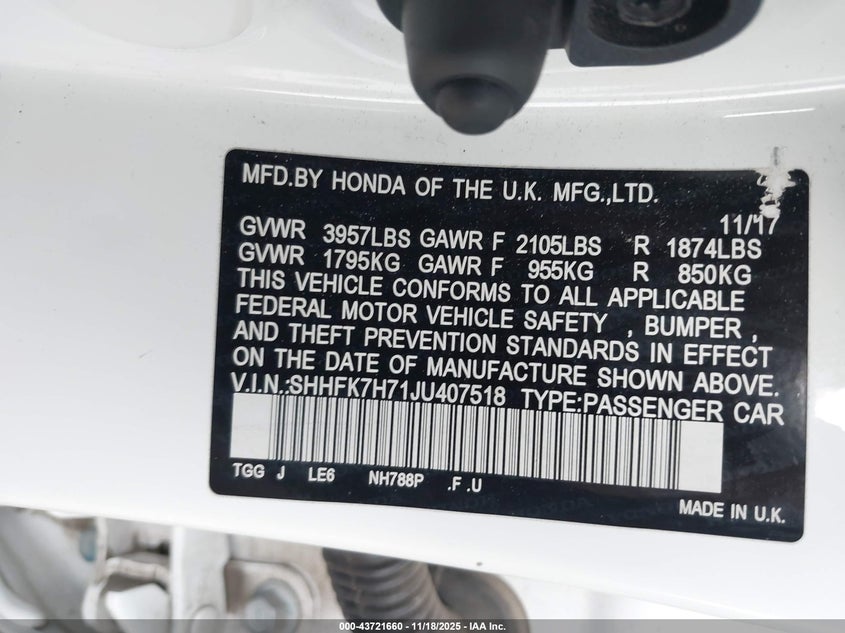 MFD.BY HONDA OF THE U.K. MFG.,LTD.
11/17
GVWR 3957LBS GAWR F 2105LBS R 1874LBS
GVWR 1795KG GAWR F 955KG R 850KG
THIS VEHICLE CONFORMS TO ALL APPLICABLE
FEDERAL MOTOR VEHICLE SAFETY , BUMPER ,
AND THEFT PREVENTION STANDARDS IN EFFECT
ON THE DATE OF MANUFACTURE SHOWN ABOVE.
V.I.N.:SHHFK7H71JU407518 TYPE:PASSENGER CAR
TGG J LE6 NH788P .F .U
MADE IN U.K.
000-43721660 — 11/18/2025 — IAA Inc.